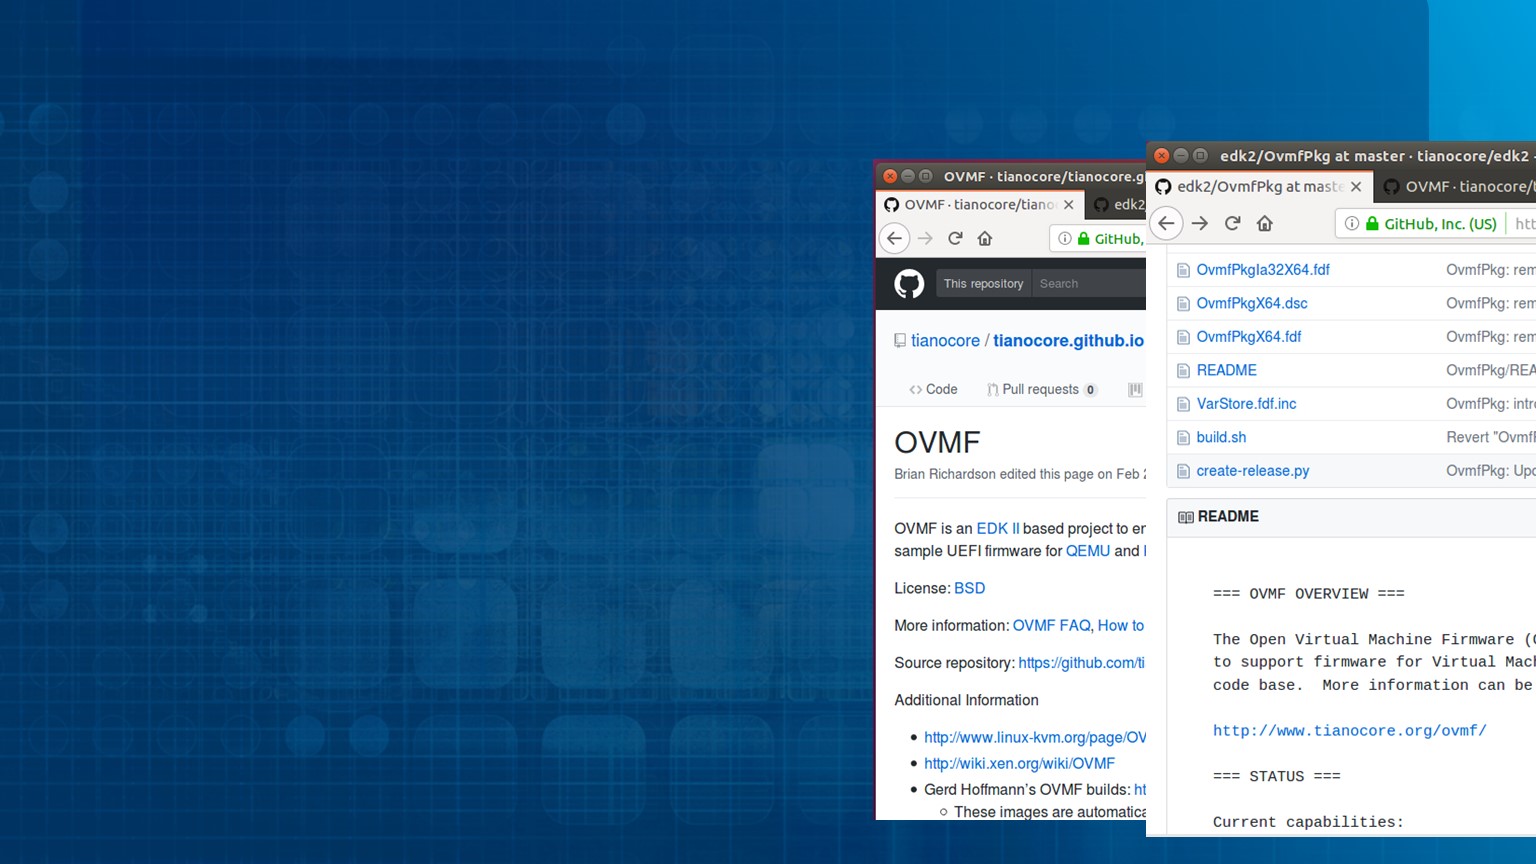 OVMF · tianocore/tianocore.g
OVMF · tianocore/tiano
edk2
GitHub,
This repository
Search
tianocore / tianocore.github.io
Code
Pull requests 0
OVMF
Brian Richardson edited this page on Feb 2
OVMF is an EDK II based project to en
sample UEFI firmware for QEMU and
License: BSD
More information: OVMF FAQ, How to
Source repository: https://github.com/ti
Additional Information
http://www.linux-kvm.org/page/OV
http://wiki.xen.org/wiki/OVMF
Gerd Hoffmann's OVMF builds: ht
These images are automatica
edk2/OvmfPkg at master · tianocore/edk2 -
edk2/OvmfPkg at maste
OVMF · tianocore/t
GitHub, Inc. (US)
htt
OvmfPkgIa32X64.fdf OvmfPkg: rem
OvmfPkgX64.dsc OvmfPkg: rem
OvmfPkgX64.fdf OvmfPkg: rem
README OvmfPkg/REA
VarStore.fdf.inc OvmfPkg: intr
build.sh Revert "OvmfP
create-release.py OvmfPkg: Upd
README
=== OVMF OVERVIEW ===
The Open Virtual Machine Firmware (O
to support firmware for Virtual Mach
code base.  More information can be
http://www.tianocore.org/ovmf/
=== STATUS ===
Current capabilities: